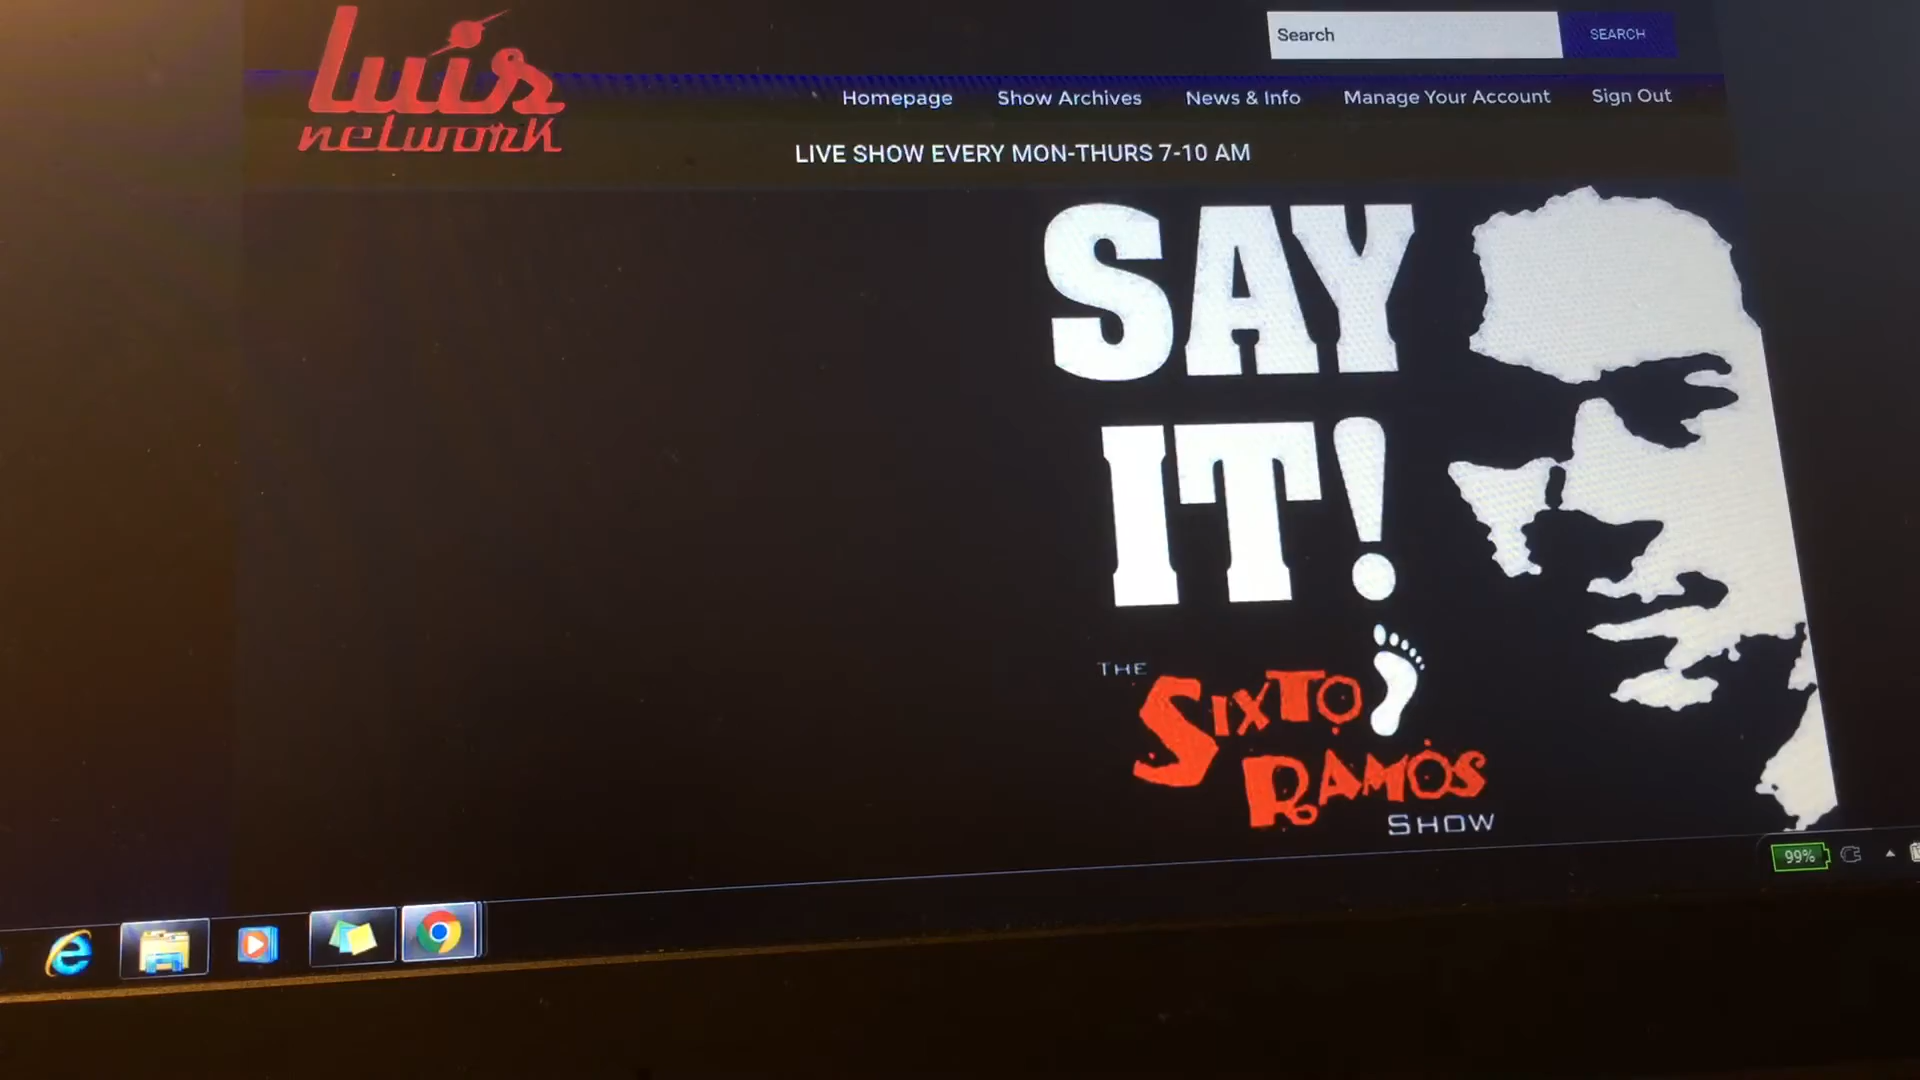 luis
network
Search
SEARCH
Homepage
Show Archives
News & Info
Manage Your Account
Sign Out
LIVE SHOW EVERY MON-THURS 7-10 AM
SAY
IT!
THE
SIXTO
RAMOS
SHOW
99%